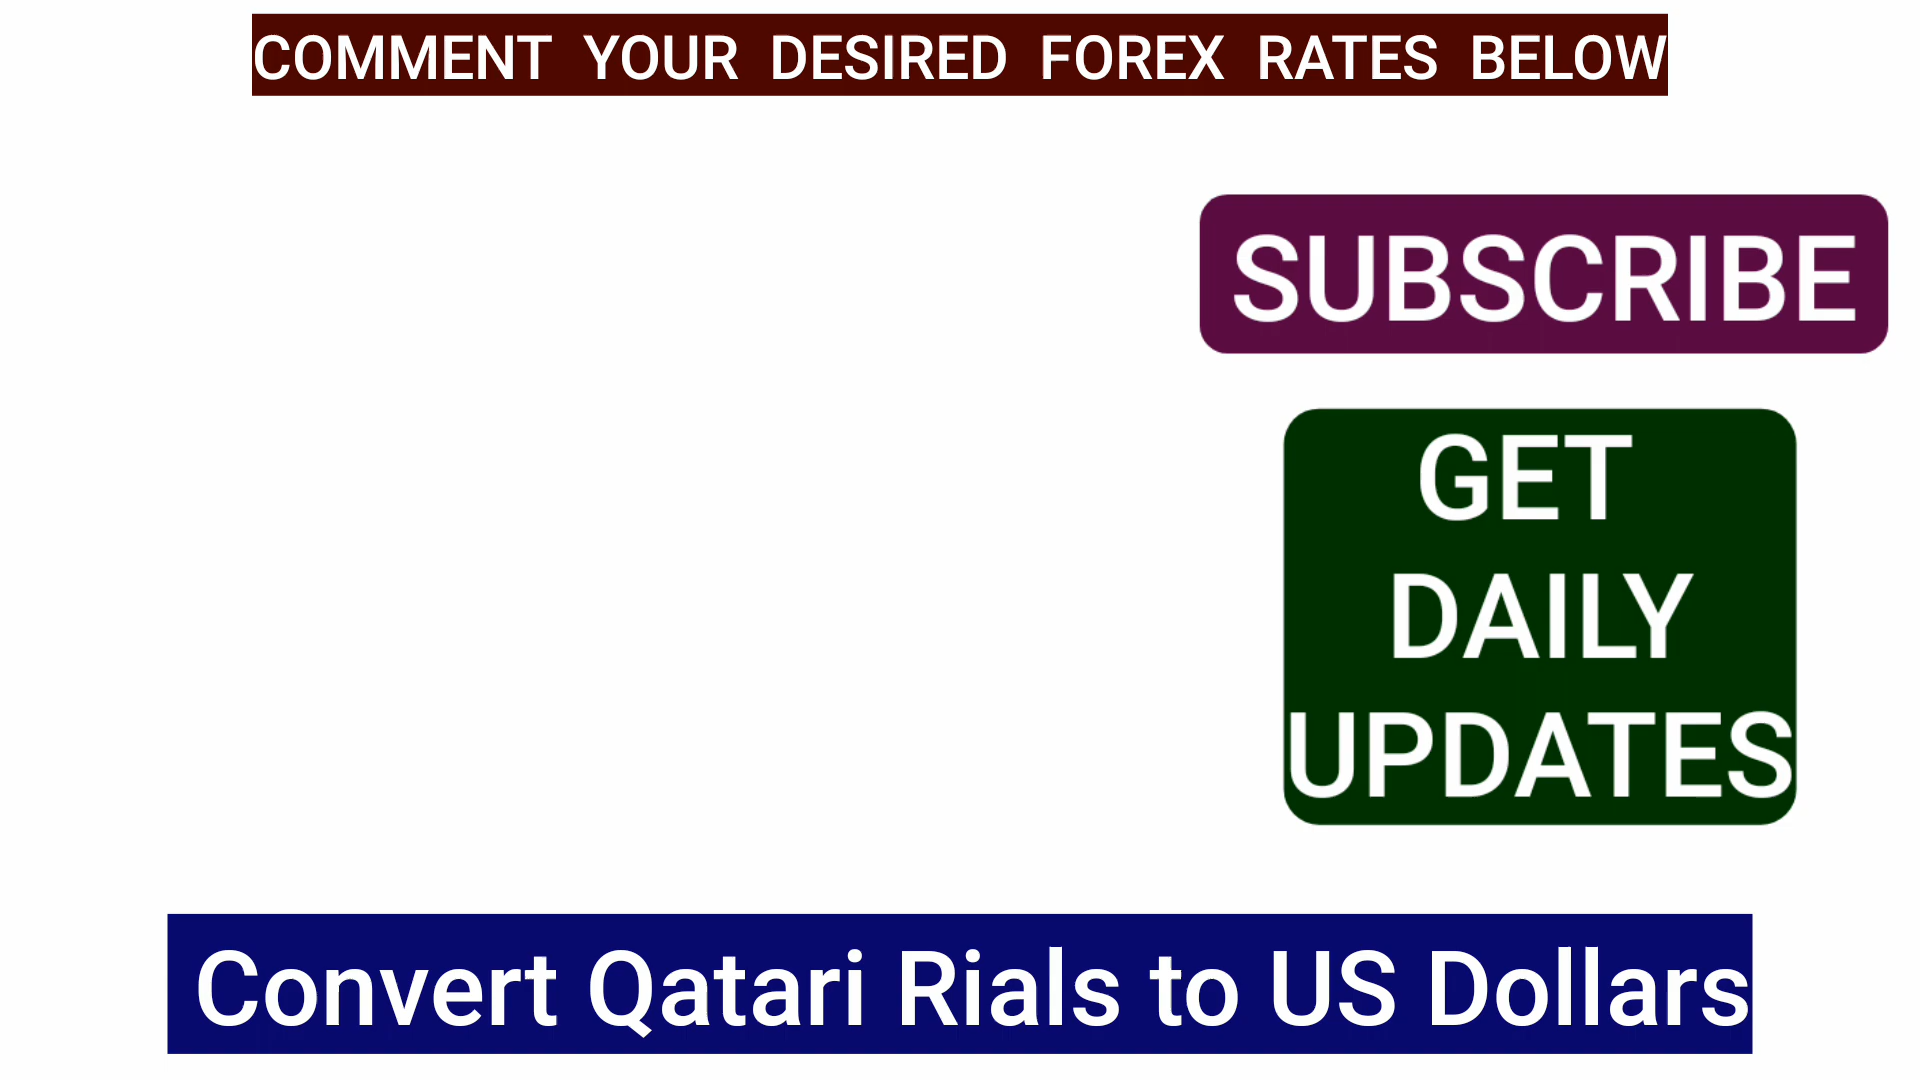 COMMENT YOUR DESIRED FOREX RATES BELOW
SUBSCRIBE
GET
DAILY
UPDATES
Convert Qatari Rials to US Dollars